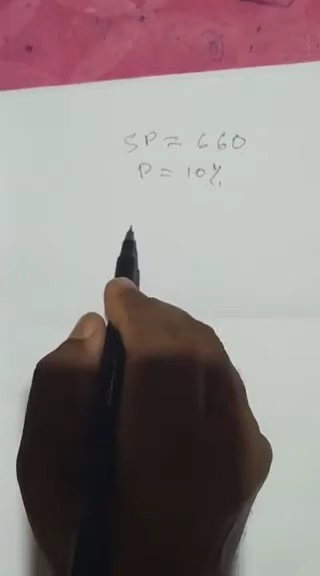 SP = 660
P = 10%